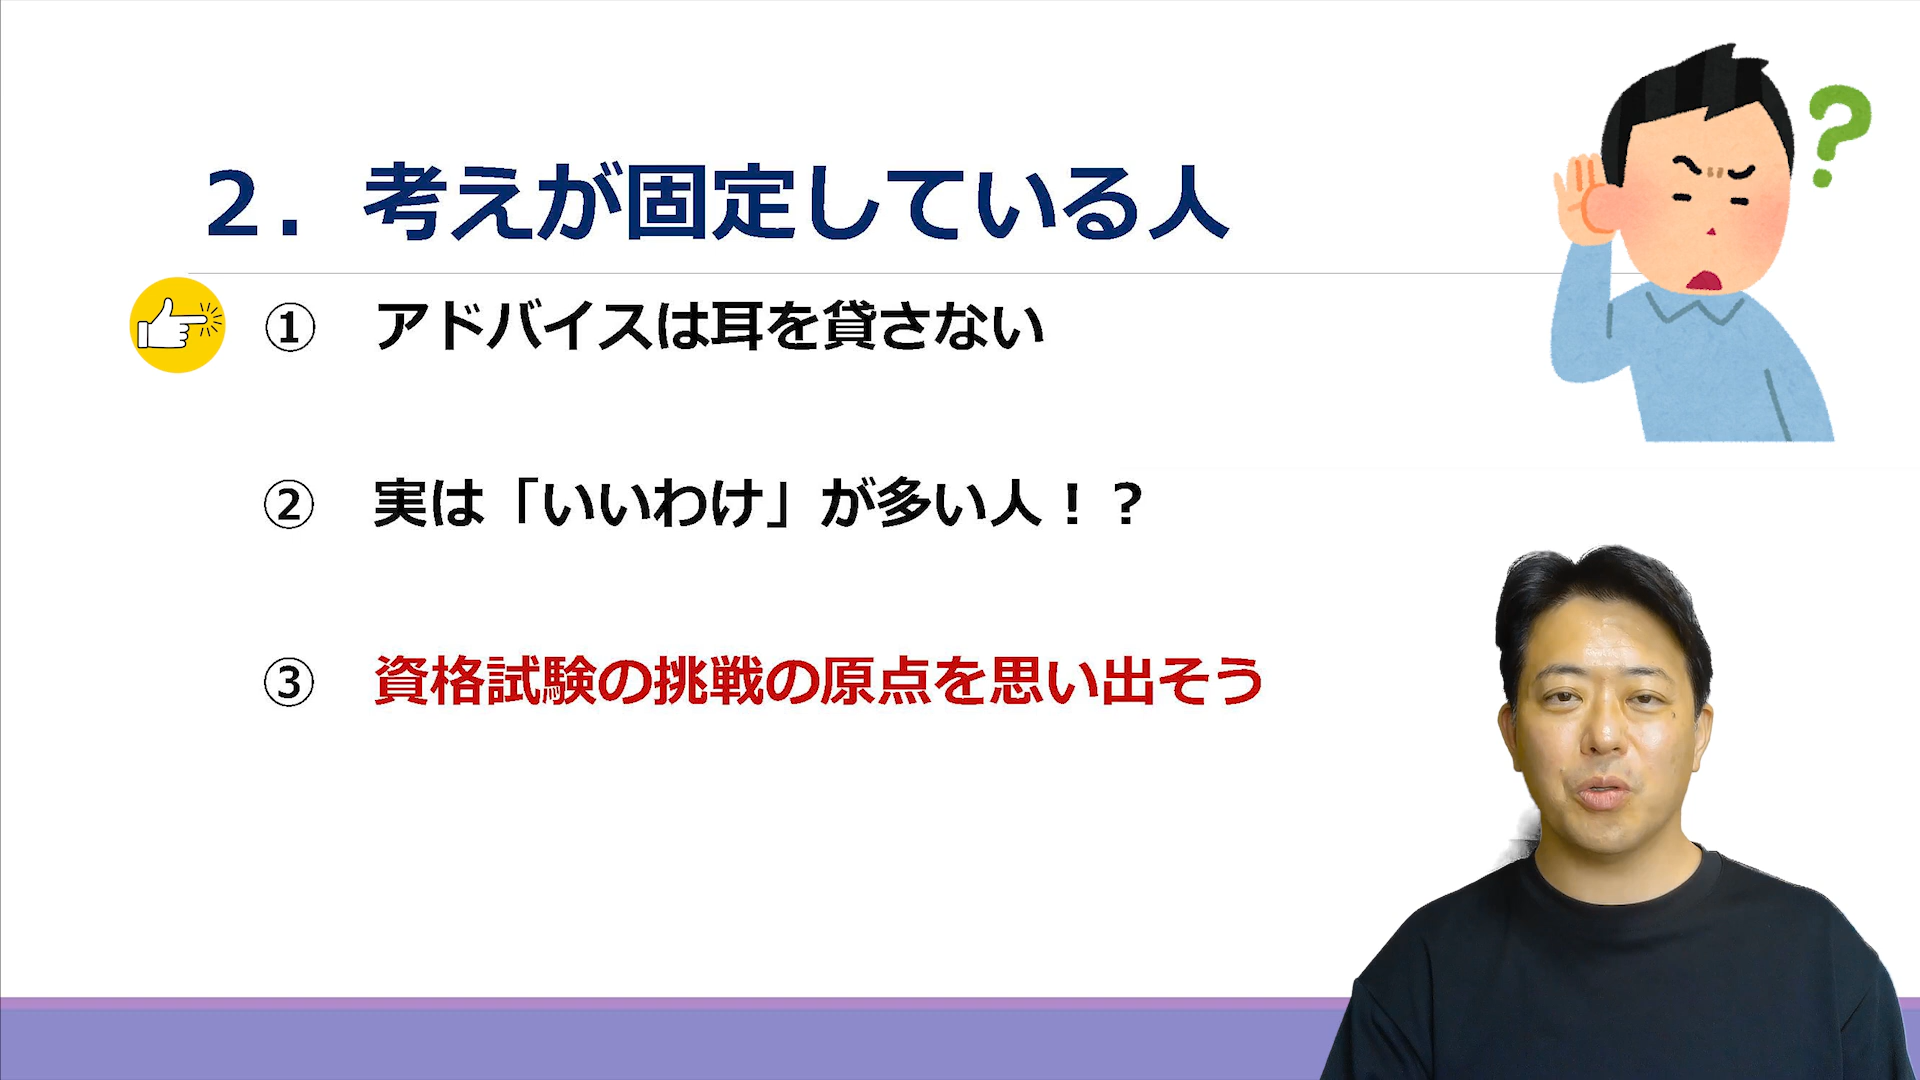 ２．考えが固定している人
① アドバイスは耳を貸さない
② 実は「いいわけ」が多い人！？
③ 資格試験の挑戦の原点を思い出そう